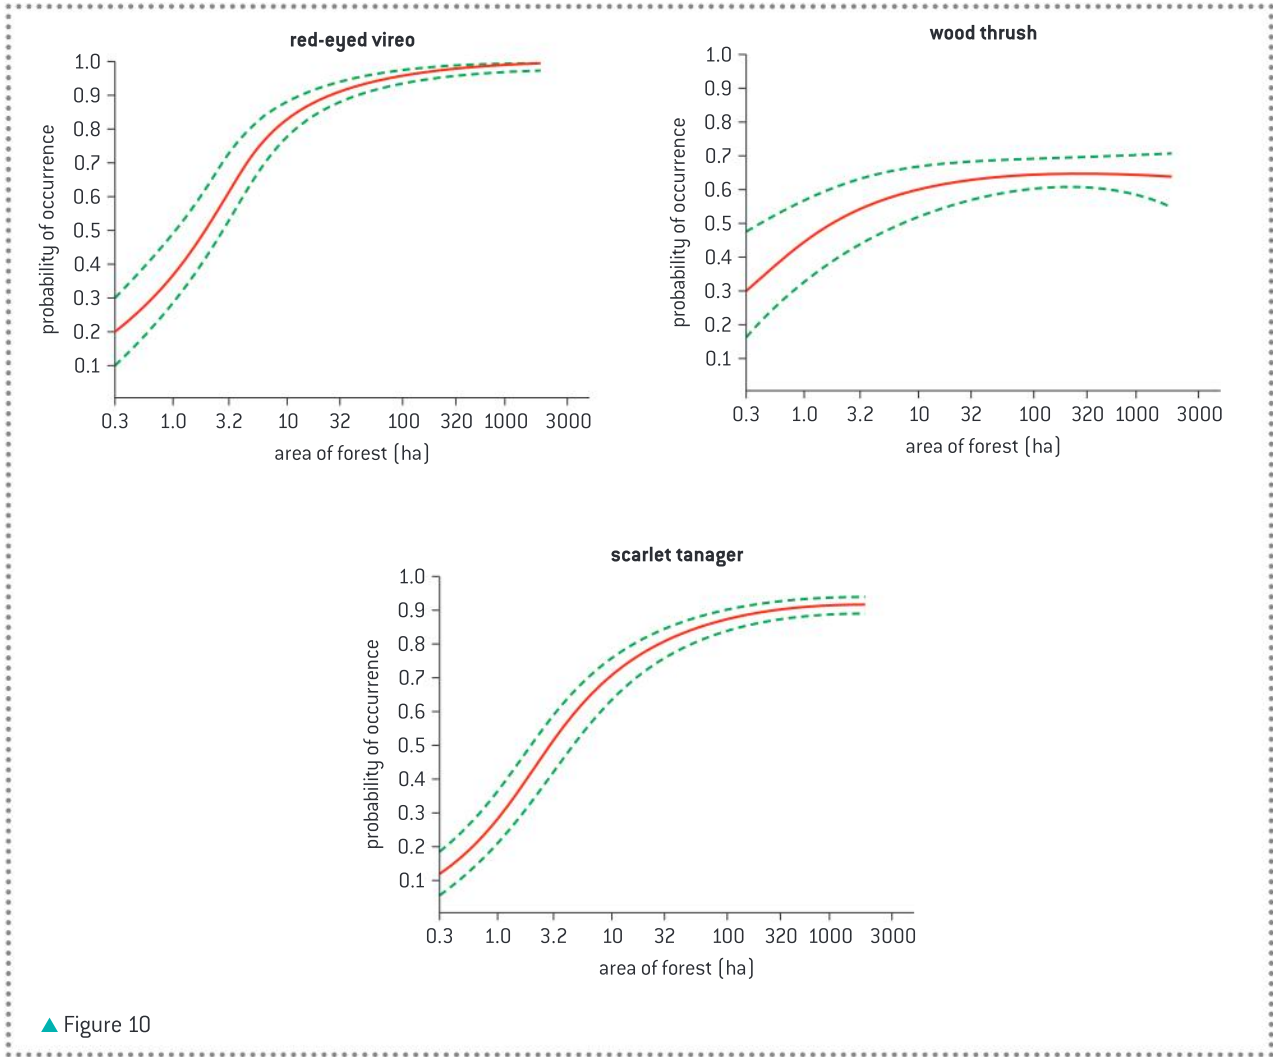 red-eyed vireo
probability of occurrence
1.0
0.9
0.8
0.7
0.6
0.5
0.4
0.3
0.2
0.1
0.3 1.0 3.2 10 32 100 320 1000 3000
area of forest (ha)
wood thrush
probability of occurrence
1.0
0.9
0.8
0.7
0.6
0.5
0.4
0.3
0.2
0.1
0.3 1.0 3.2 10 32 100 320 1000 3000
area of forest (ha)
scarlet tanager
probability of occurrence
1.0
0.9
0.8
0.7
0.6
0.5
0.4
0.3
0.2
0.1
0.3 1.0 3.2 10 32 100 320 1000 3000
area of forest (ha)
▲ Figure 10